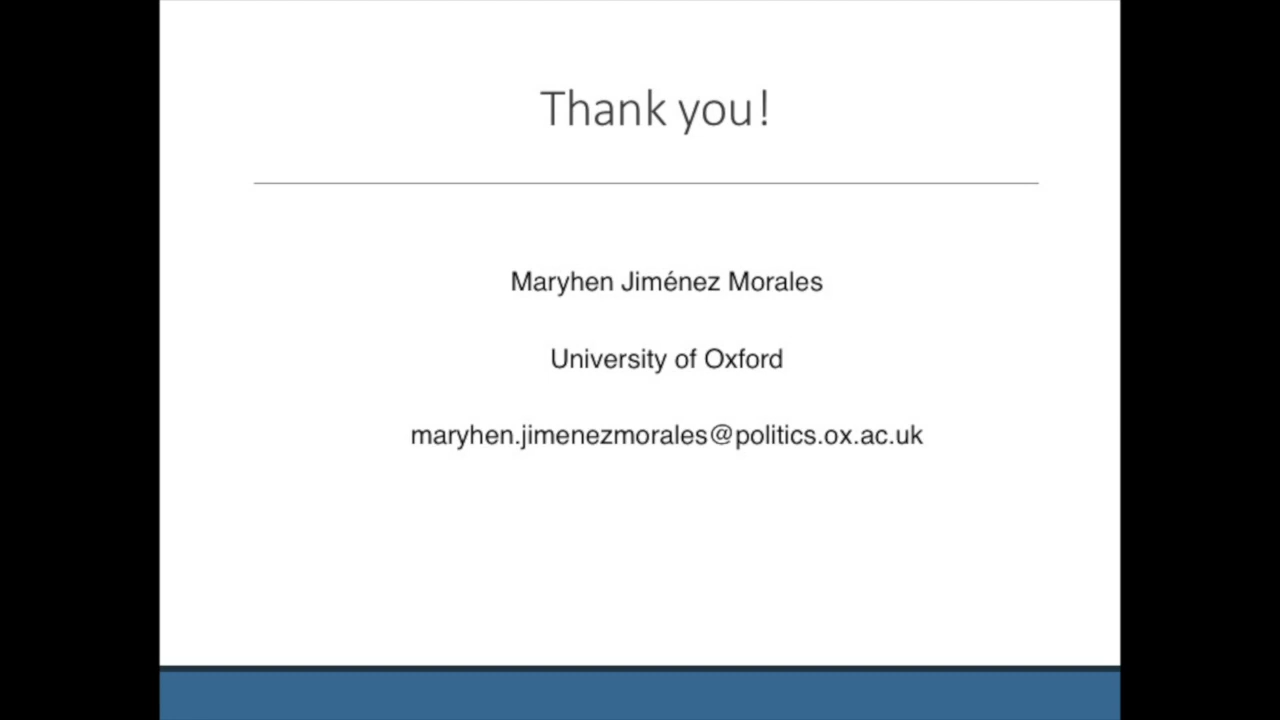 Thank you!
Maryhen Jiménez Morales
University of Oxford
maryhen.jimenezmorales@politics.ox.ac.uk